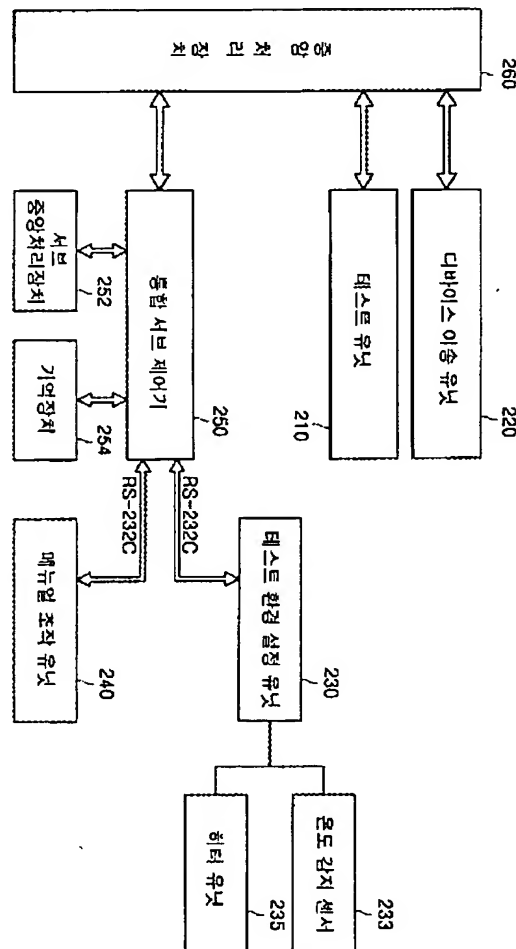 중앙 처리 장치
260
디바이스 이송 유닛
220
테스트 유닛
210
통합 서브 제어기
250
서브
중앙처리장치
252
기억장치
254
RS-232C
RS-232C
테스트 환경 설정 유닛
230
메뉴얼 조작 유닛
240
온도 감지 센서
233
히터 유닛
235